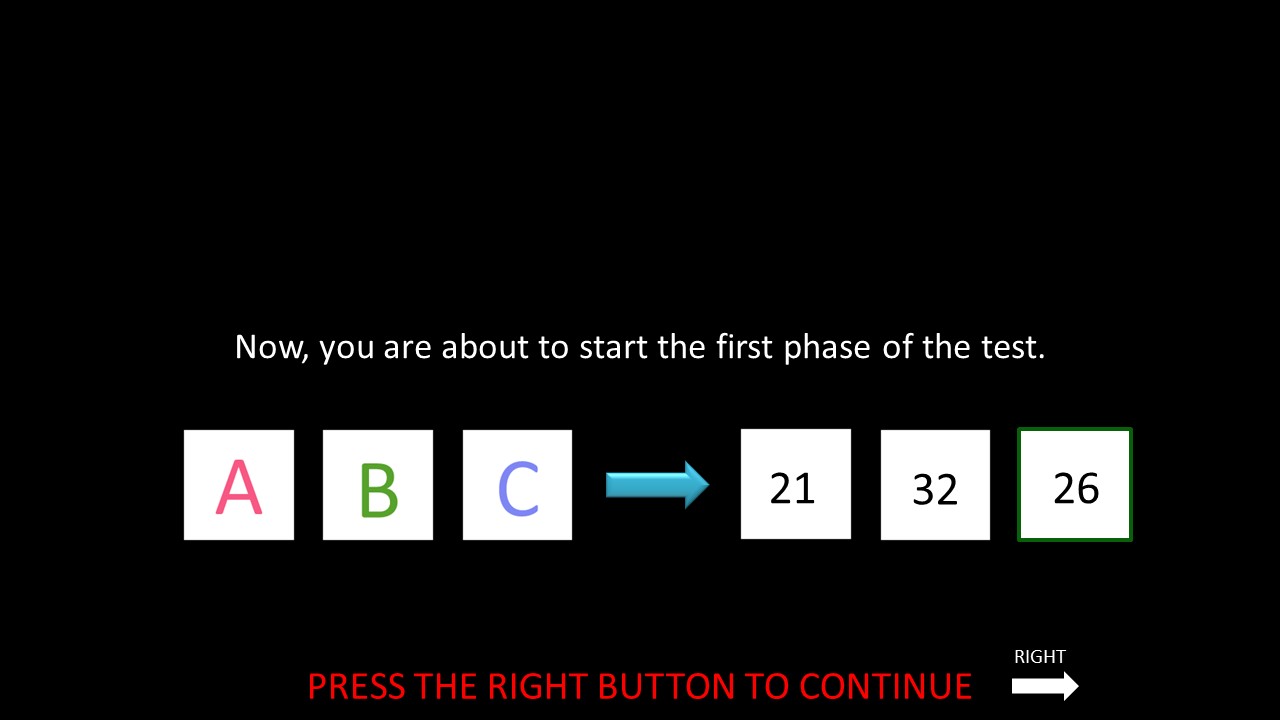 Now, you are about to start the first phase of the test.
A B C 21 32 26
RIGHT
PRESS THE RIGHT BUTTON TO CONTINUE